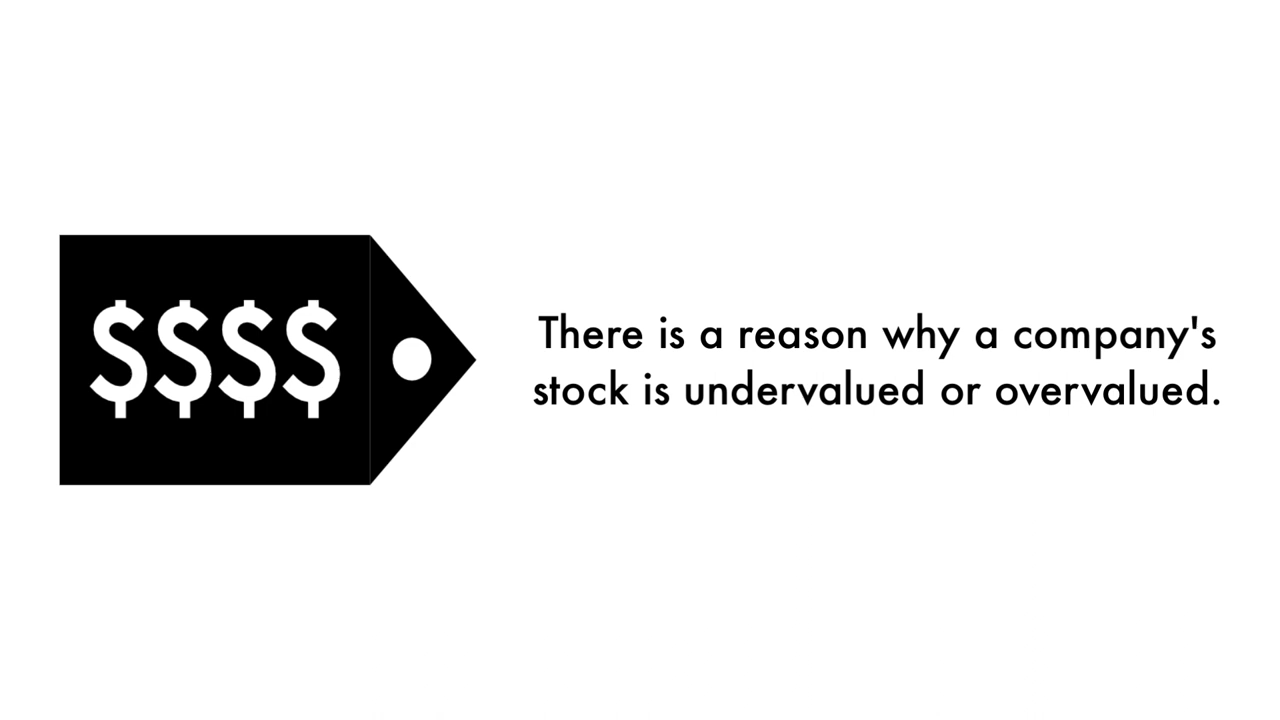 $$$$
There is a reason why a company's
stock is undervalued or overvalued.